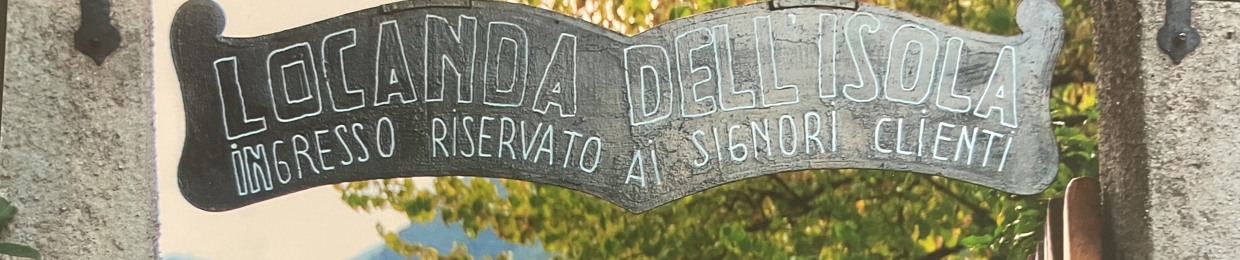 LOCANDA DELL'ISOLA
iNGRESSO RiSERVATO Ai SiGNORi CLiENTi